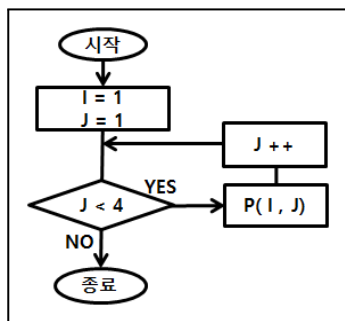 시작
I = 1
J = 1
J ++
YES
J < 4
P( I , J)
NO
종료